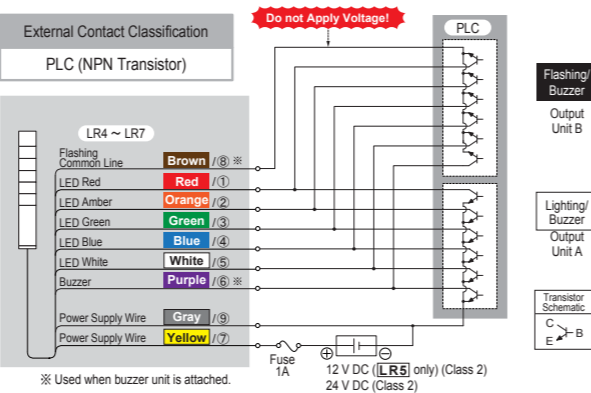 External Contact Classification
PLC (NPN Transistor)
Do not Apply Voltage!
PLC
LR4 ～ LR7
Flashing
Common Line
Brown /⑧ ※
LED Red
Red /①
LED Amber
Orange /②
LED Green
Green /③
LED Blue
Blue /④
LED White
White /⑤
Buzzer
Purple /⑥ ※
Power Supply Wire
Gray /⑨
Power Supply Wire
Yellow /⑦
※ Used when buzzer unit is attached.
Fuse
1A
⊕ ⊖
12 V DC (LR5 only) (Class 2)
24 V DC (Class 2)
Flashing/
Buzzer
Output
Unit B
Lighting/
Buzzer
Output
Unit A
Transistor
Schematic
C
B
E